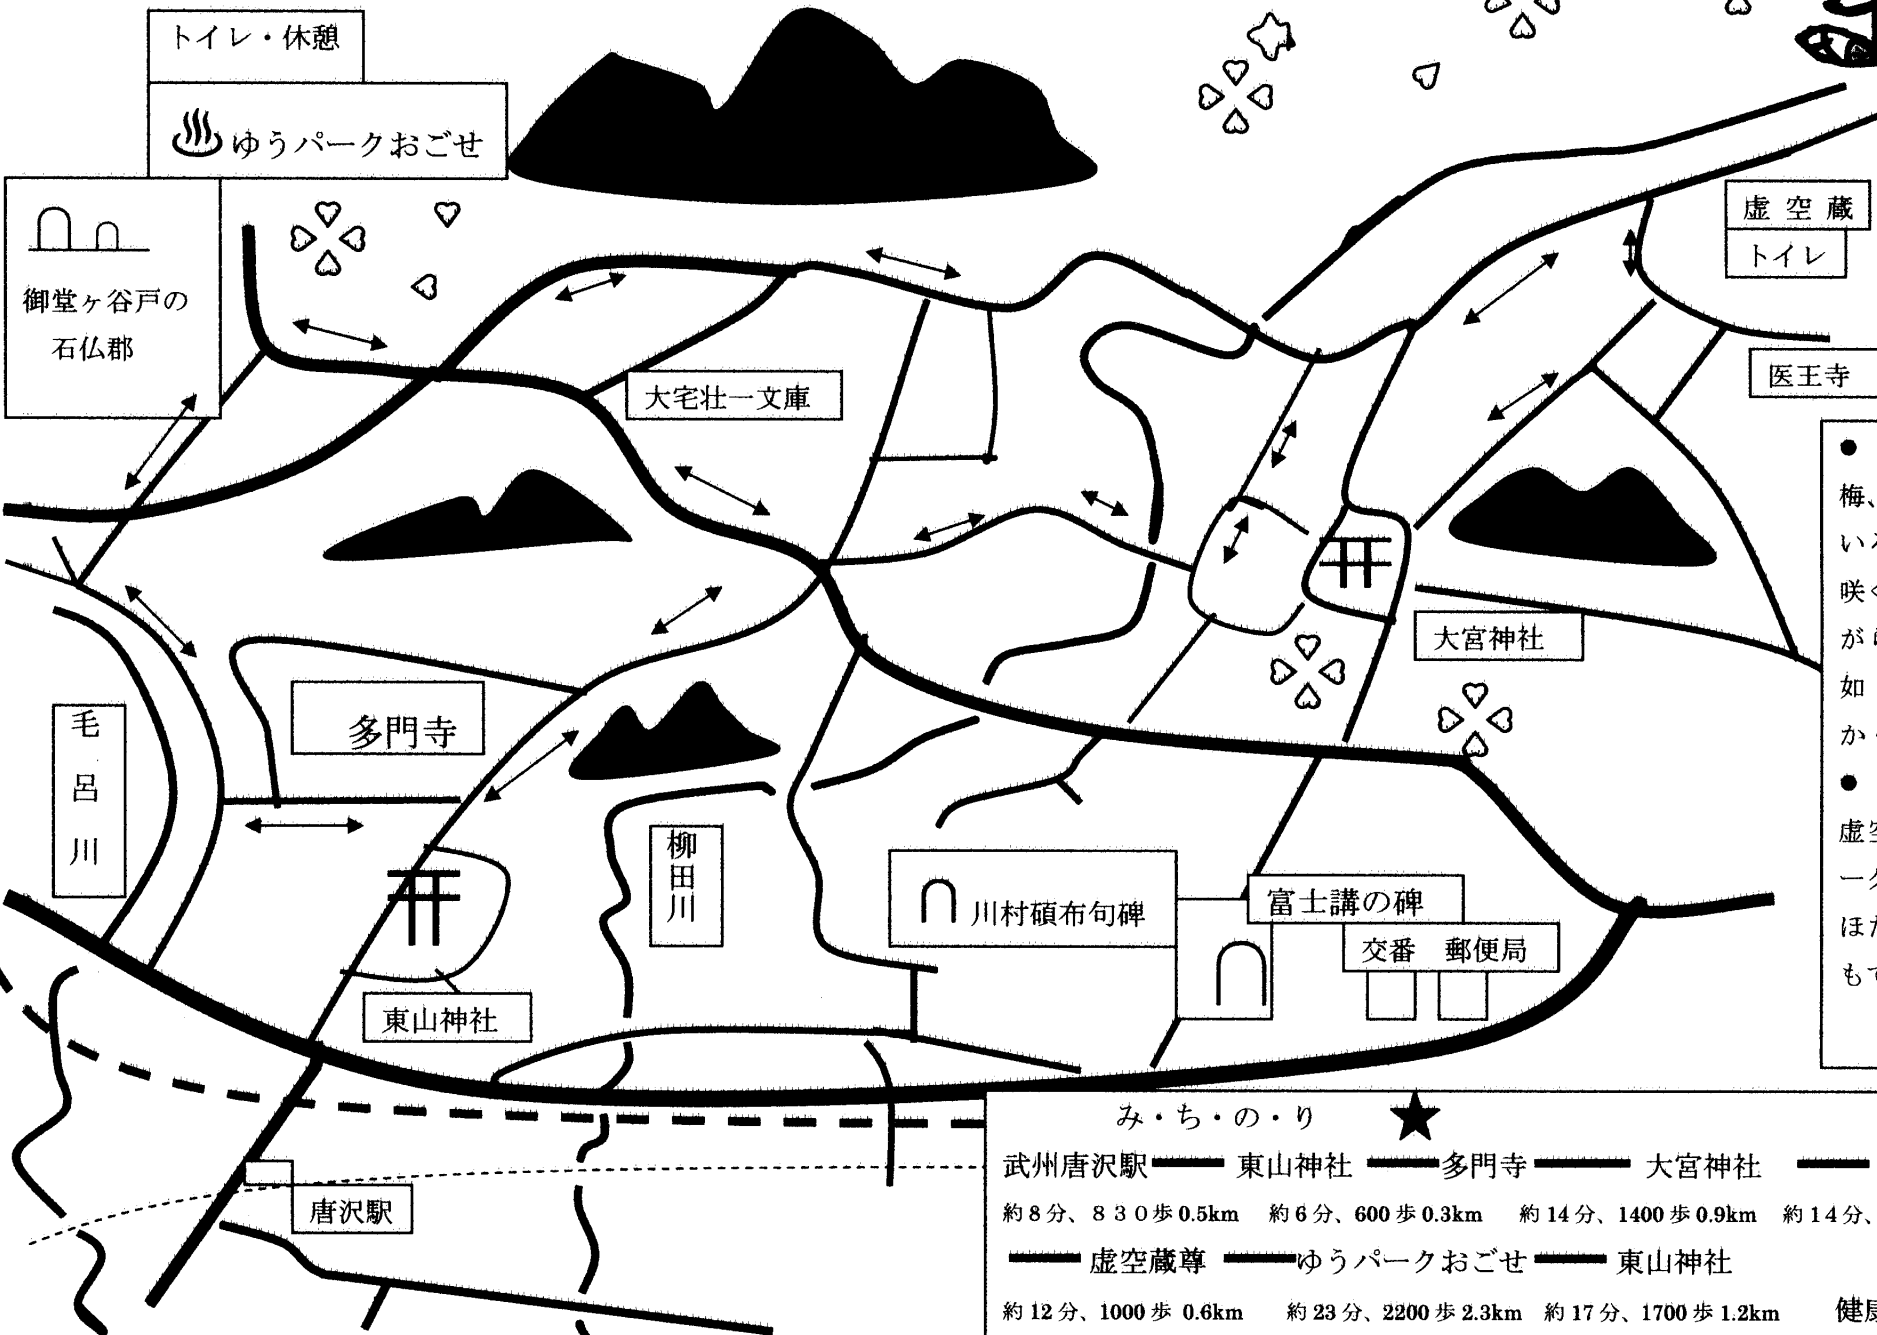 トイレ・休憩
ゆうパークおごせ
御堂ヶ谷戸の
石仏郡
虚空蔵
トイレ
医王寺
大宅壮一文庫
大宮神社
多門寺
毛呂川
柳田川
川村碩布句碑
富士講の碑
交番 郵便局
東山神社
唐沢駅
●
梅、
咲く
如
か
●
虚空
ーク
ほた
もて
み・ち・の・り ★
武州唐沢駅 東山神社 多門寺 大宮神社
約8分、830歩0.5km 約6分、600歩0.3km 約14分、1400歩0.9km 約14分、
虚空蔵尊 ゆうパークおごせ 東山神社
約12分、1000歩 0.6km 約23分、2200歩2.3km 約17分、1700歩1.2km 健康